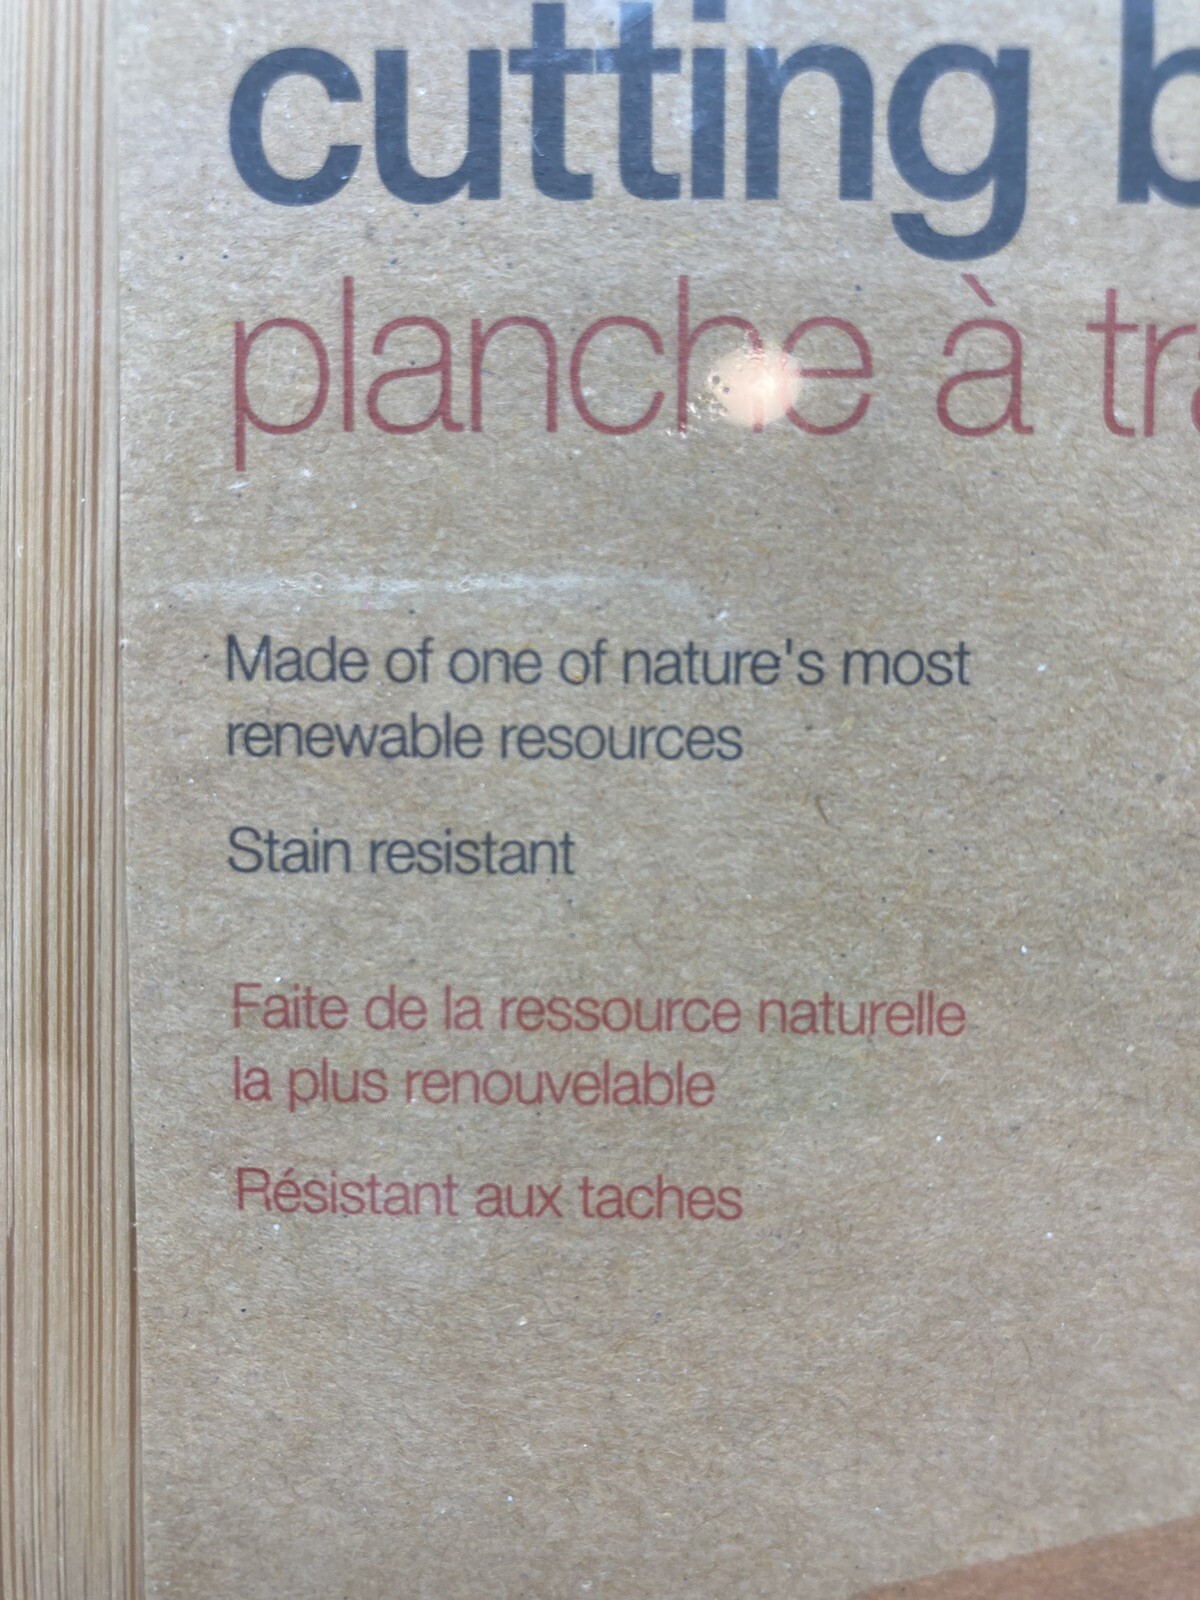 cutting b
planche à tra
Made of one of nature's most
renewable resources
Stain resistant
Faite de la ressource naturelle
la plus renouvelable
Résistant aux taches